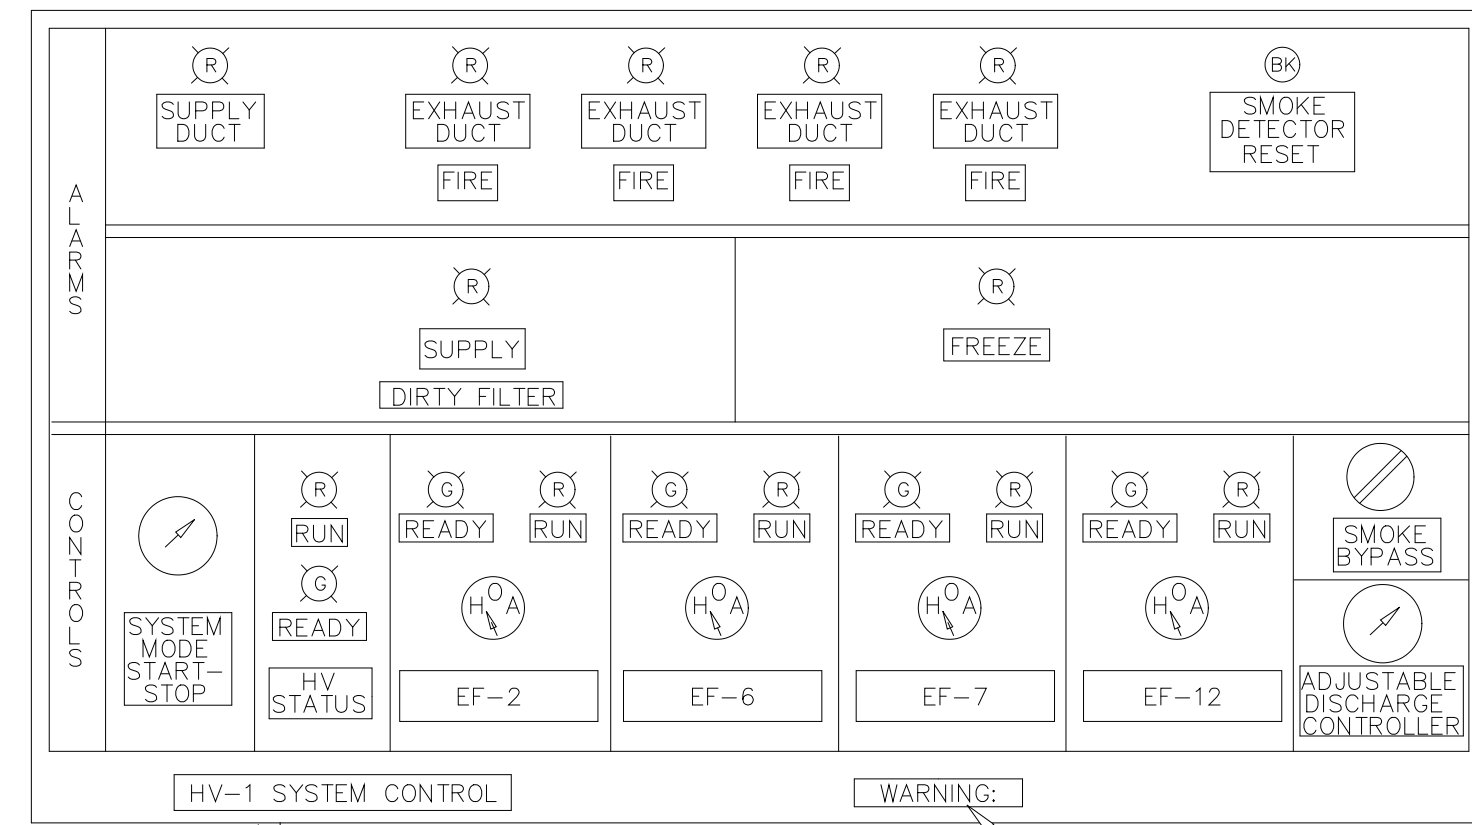 ALARMS
R
SUPPLY
DUCT
R
EXHAUST
DUCT
FIRE
R
EXHAUST
DUCT
FIRE
R
EXHAUST
DUCT
FIRE
R
EXHAUST
DUCT
FIRE
BK
SMOKE
DETECTOR
RESET
R
SUPPLY
DIRTY FILTER
R
FREEZE
CONTROLS
SYSTEM
MODE
START-
STOP
R
RUN
G
READY
HV
STATUS
G
READY
R
RUN
H O A
EF-2
G
READY
R
RUN
H O A
EF-6
G
READY
R
RUN
H O A
EF-7
G
READY
R
RUN
H O A
EF-12
SMOKE
BYPASS
ADJUSTABLE
DISCHARGE
CONTROLLER
HV-1 SYSTEM CONTROL
WARNING: